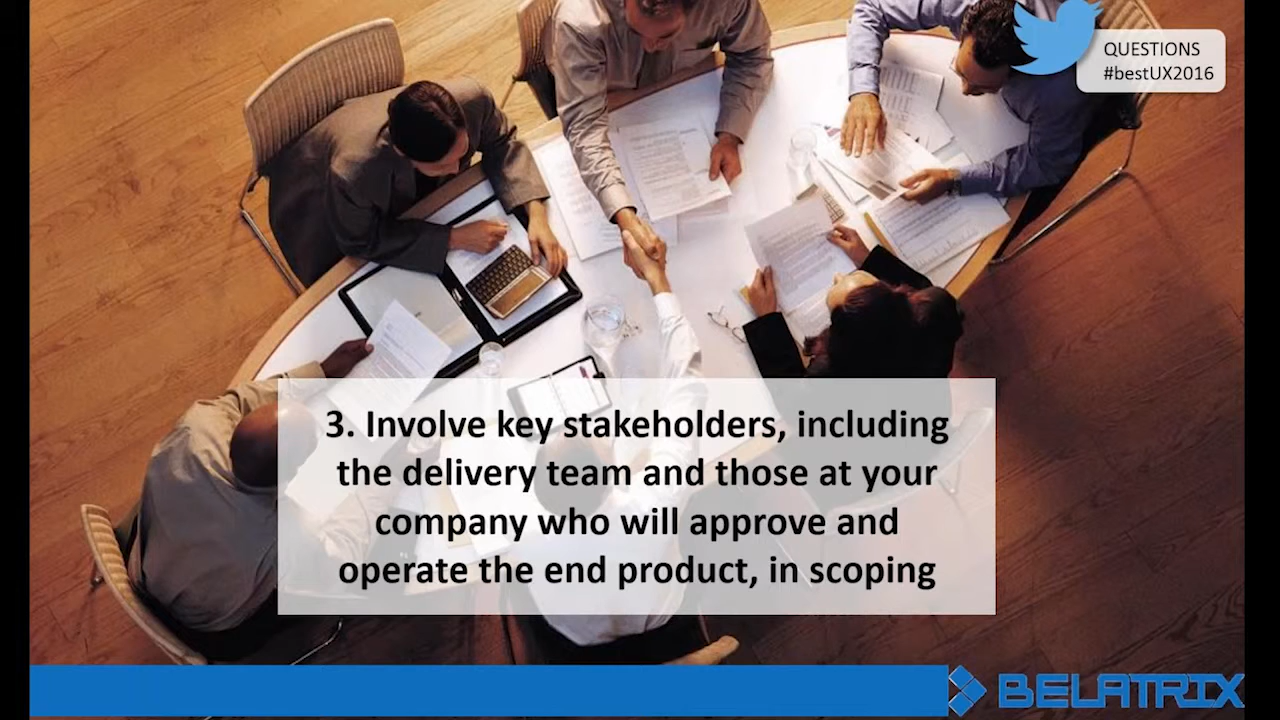 QUESTIONS
#bestUX2016
3. Involve key stakeholders, including
the delivery team and those at your
company who will approve and
operate the end product, in scoping
BELATRIX